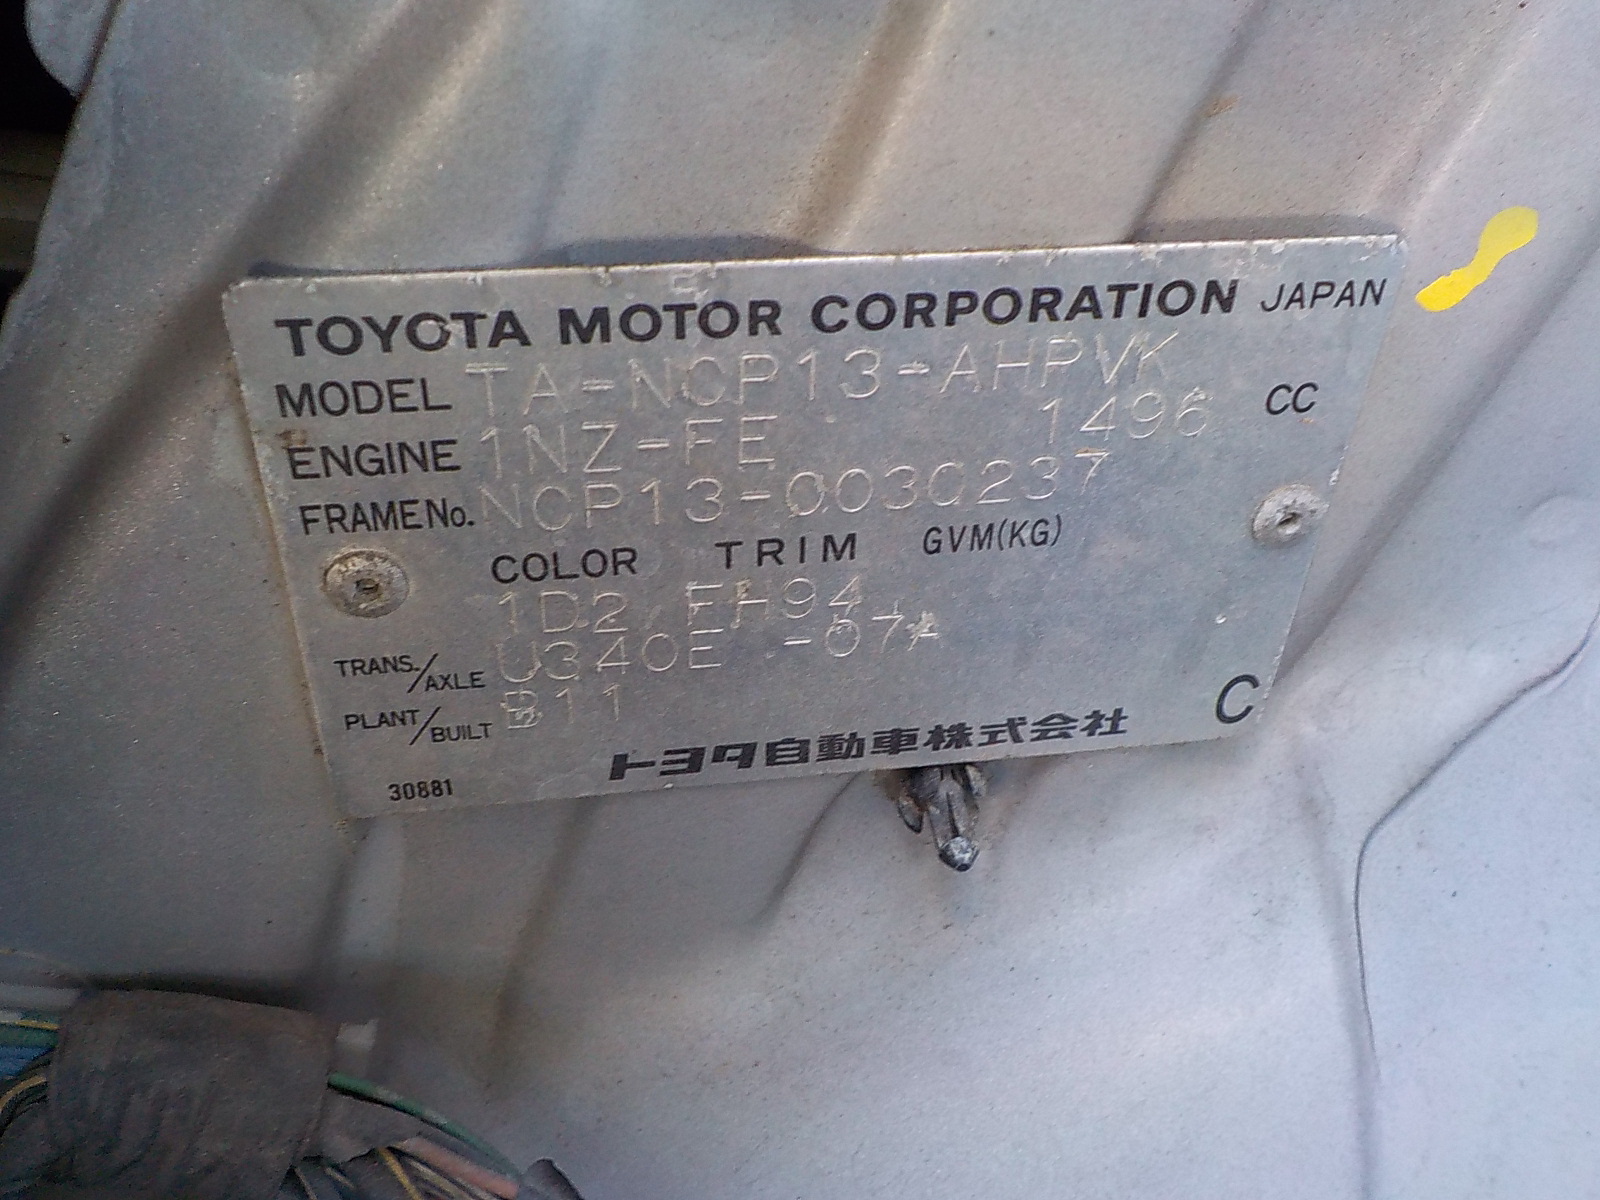 TOYOTA MOTOR CORPORATION JAPAN
MODEL TA-NCP13-AHPVK
ENGINE 1NZ-FE 1496 CC
FRAME No. NCP13-0030237
COLOR TRIM GVM(KG)
1D2 FH94
TRANS./AXLE U340E -07A
PLANT/BUILT B11
C
トヨタ自動車株式会社
30881